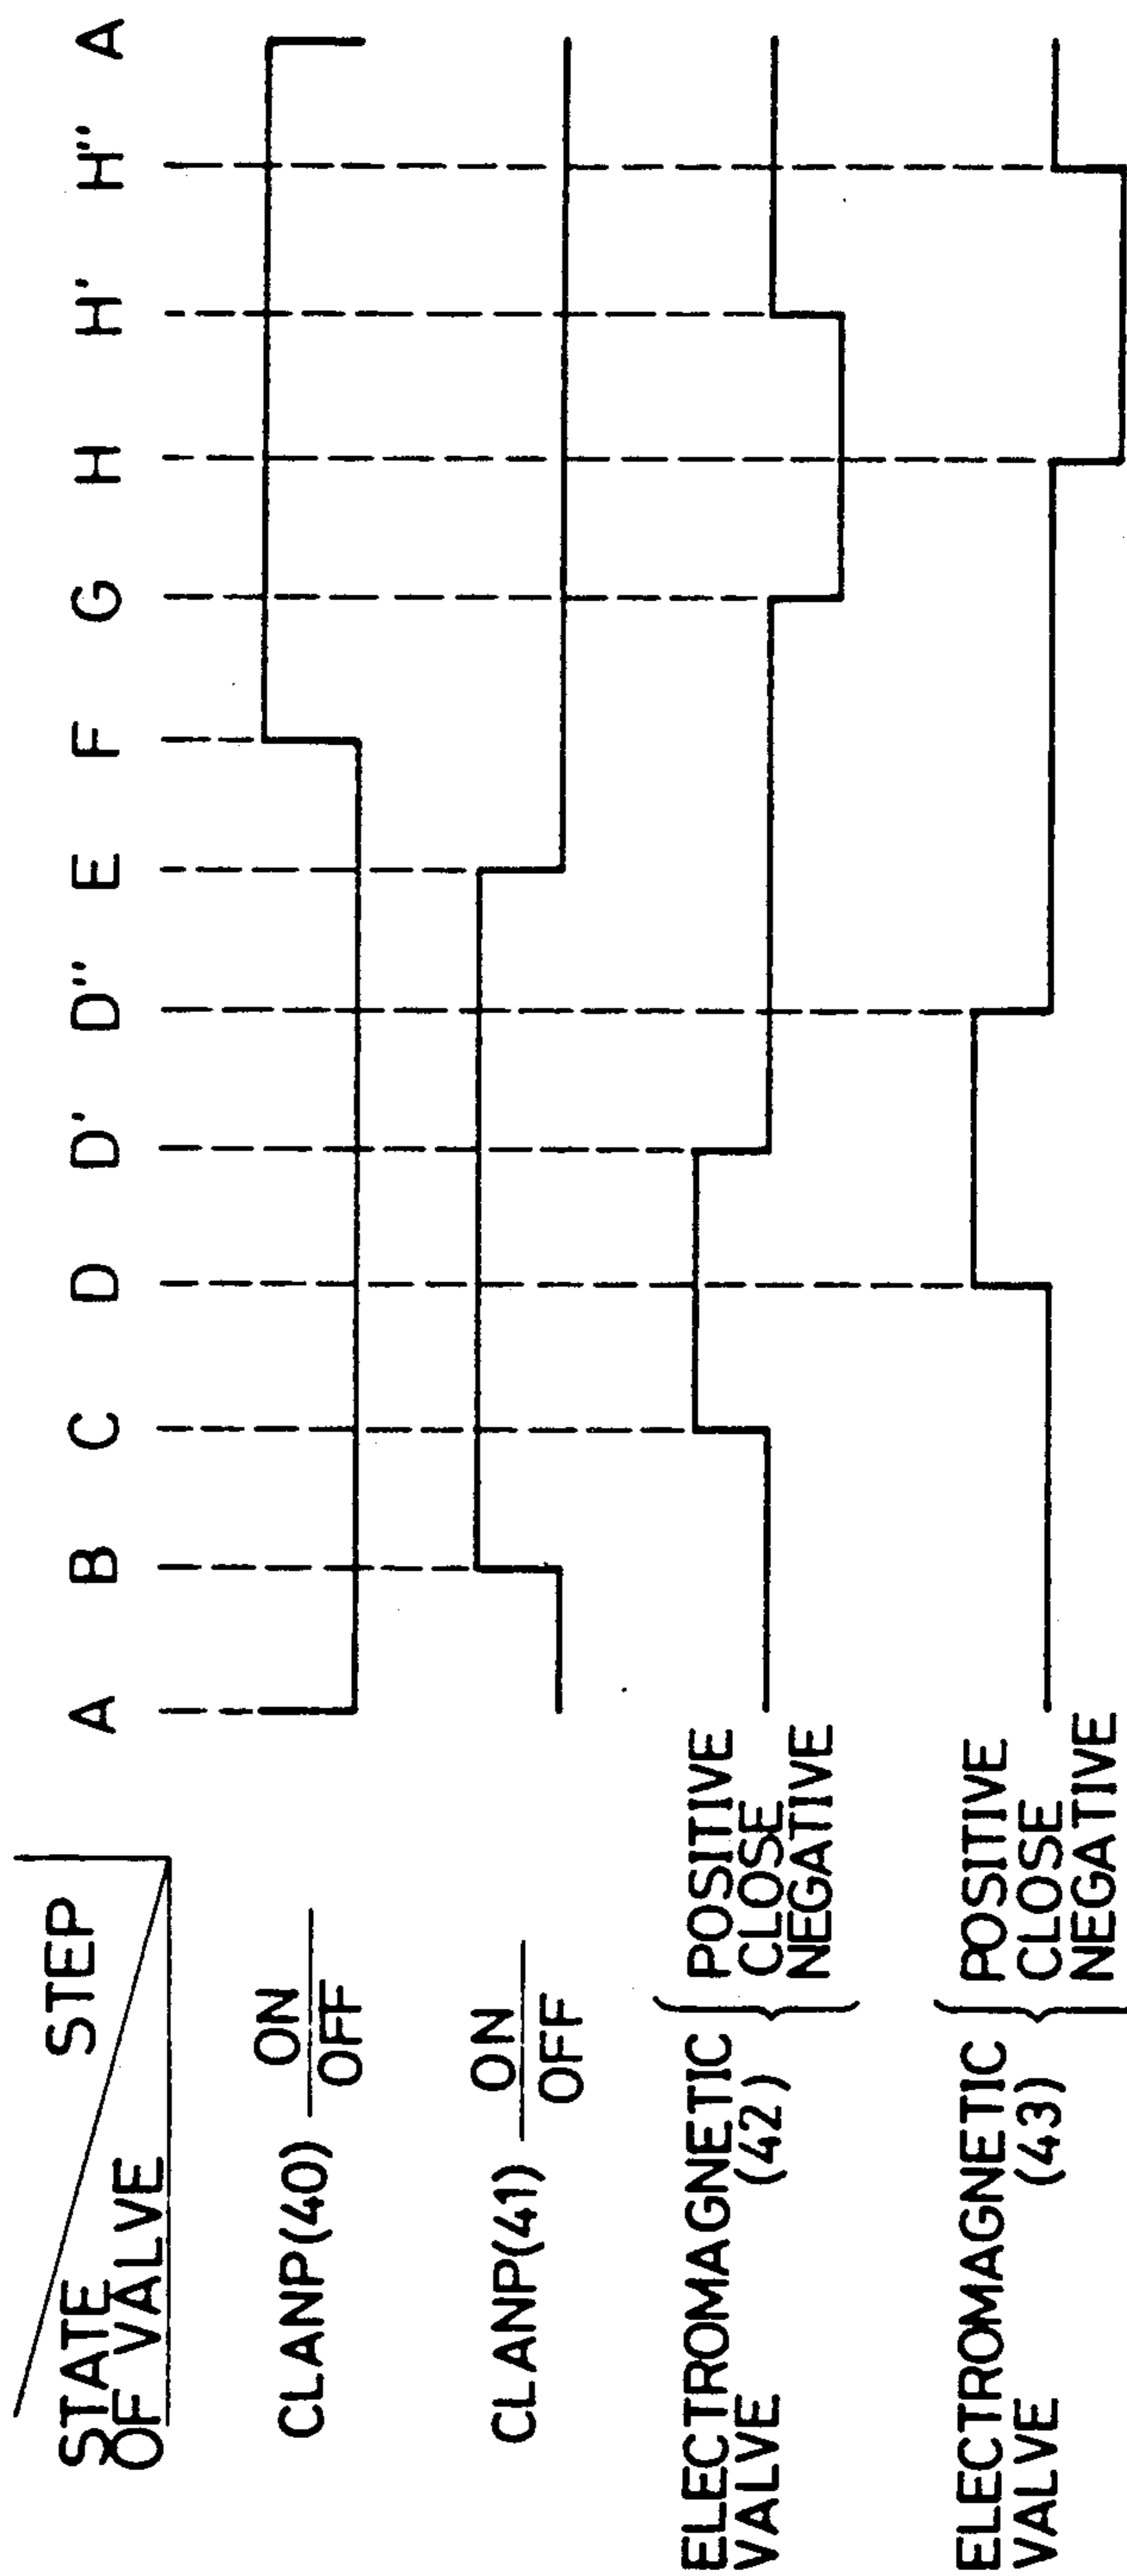 STATE
OF VALVE
STEP
A B C D D' D'' E F G H H' H'' A
CLANP(40) ON
OFF
CLANP(41) ON
OFF
ELECTROMAGNETIC
VALVE (42)
POSITIVE
CLOSE
NEGATIVE
ELECTROMAGNETIC
VALVE (43)
POSITIVE
CLOSE
NEGATIVE